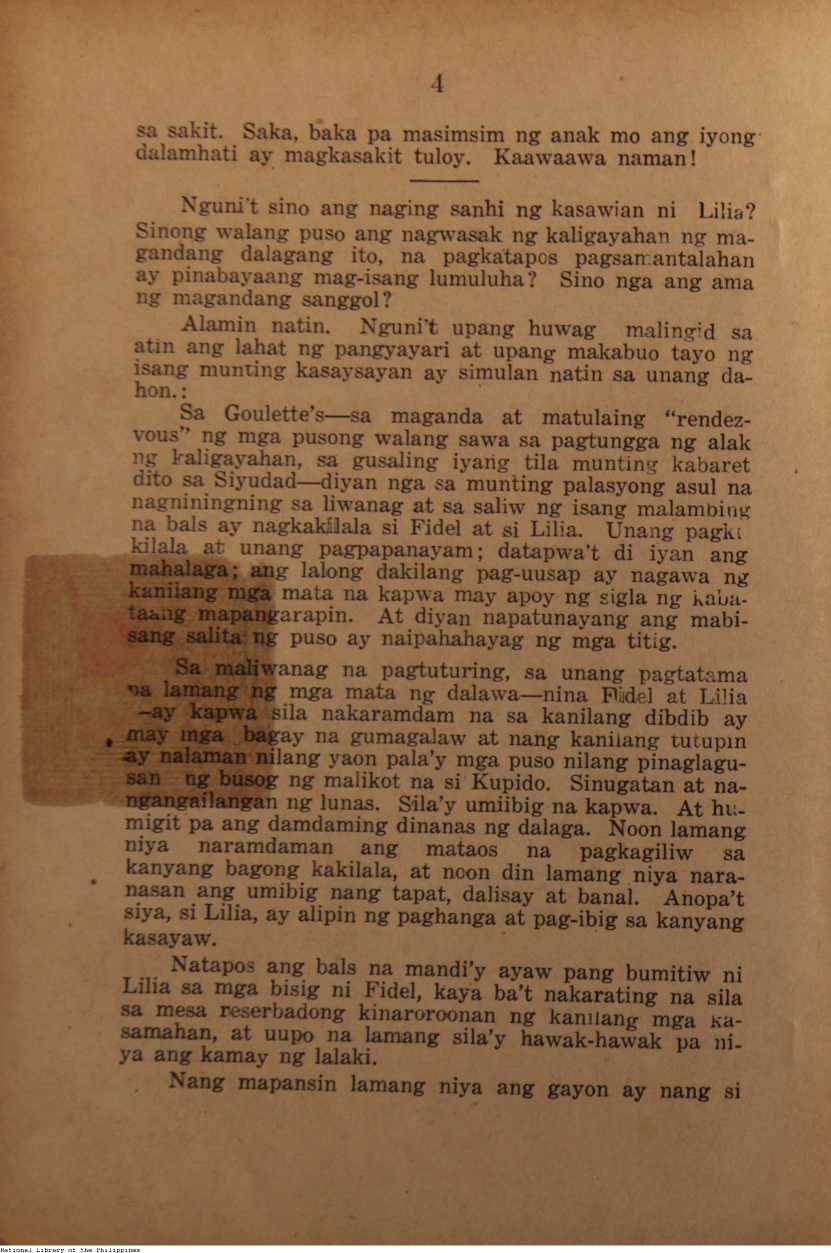 4
sa sakit. Saka, baka pa masimsim ng anak mo ang iyong
dalamhati ay magkasakit tuloy. Kaawaawa naman!
Nguni't sino ang naging sanhi ng kasawian ni Lilia?
Sinong walang puso ang nagwasak ng kaligayahan ng ma-
gandang dalagang ito, na pagkatapos pagsamantalahan
ay pinabayaang mag-isang lumuluha? Sino nga ang ama
ng magandang sanggol?
Alamin natin. Nguni't upang huwag malingid sa
atin ang lahat ng pangyayari at upang makabuo tayo ng
isang munting kasaysayan ay simulan natin sa unang da-
hon.:
Sa Goulette's—sa maganda at matulaing "rendez-
vous" ng mga pusong walang sawa sa pagtungga ng alak
ng kaligayahan, sa gusaling iyang tila munting kabaret
dito sa Siyudad—diyan nga sa munting palasyong asul na
nagniningning sa liwanag at sa saliw ng isang malambing
na bals ay nagkakilala si Fidel at si Lilia. Unang pagki
kilala at unang pagpapanayam; datapwa't di iyan ang
mahalaga; ang lalong dakilang pag-uusap ay nagawa ng
kanilang mga mata na kapwa may apoy ng sigla ng kaba-
taang mapangarapin. At diyan napatunayang ang mabi-
sang salita ng puso ay naipahahayag ng mga titig.
Sa maliwanag na pagtuturing, sa unang pagtatama
na lamang ng mga mata ng dalawa—nina Fiidel at Lilia
—ay kapwa sila nakaramdam na sa kanilang dibdib ay
may mga bagay na gumagalaw at nang kanilang tutupin
ay nalaman nilang yaon pala'y mga puso nilang pinaglagu-
san ng busog ng malikot na si Kupido. Sinugatan at na-
ngangailangan ng lunas. Sila'y umiibig na kapwa. At hu-
migit pa ang damdaming dinanas ng dalaga. Noon lamang
niya naramdaman ang mataos na pagkagiliw sa
kanyang bagong kakilala, at noon din lamang niya nara-
nasan ang umibig nang tapat, dalisay at banal. Anopa't
siya, si Lilia, ay alipin ng paghanga at pag-ibig sa kanyang
kasayaw.
Natapos ang bals na mandi'y ayaw pang bumitiw ni
Lilia sa mga bisig ni Fidel, kaya ba't nakarating na sila
sa mesa reserbadong kinaroroonan ng kanilang mga ka-
samahan, at uupo na lamang sila'y hawak-hawak pa ni-
ya ang kamay ng lalaki.
Nang mapansin lamang niya ang gayon ay nang si
National Library of the Philippines